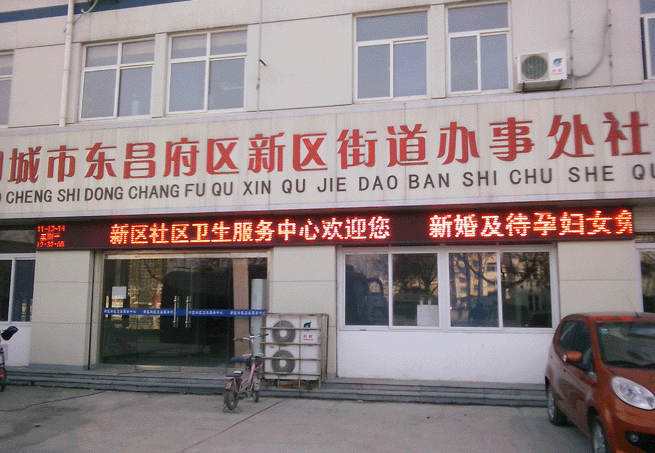 城市东昌府区新区街道办事处社
CHENG SHI DONG CHANG FU QU XIN QU JIE DAO BAN SHI CHU SHE QU
新区社区卫生服务中心欢迎您 新婚及待孕妇女免